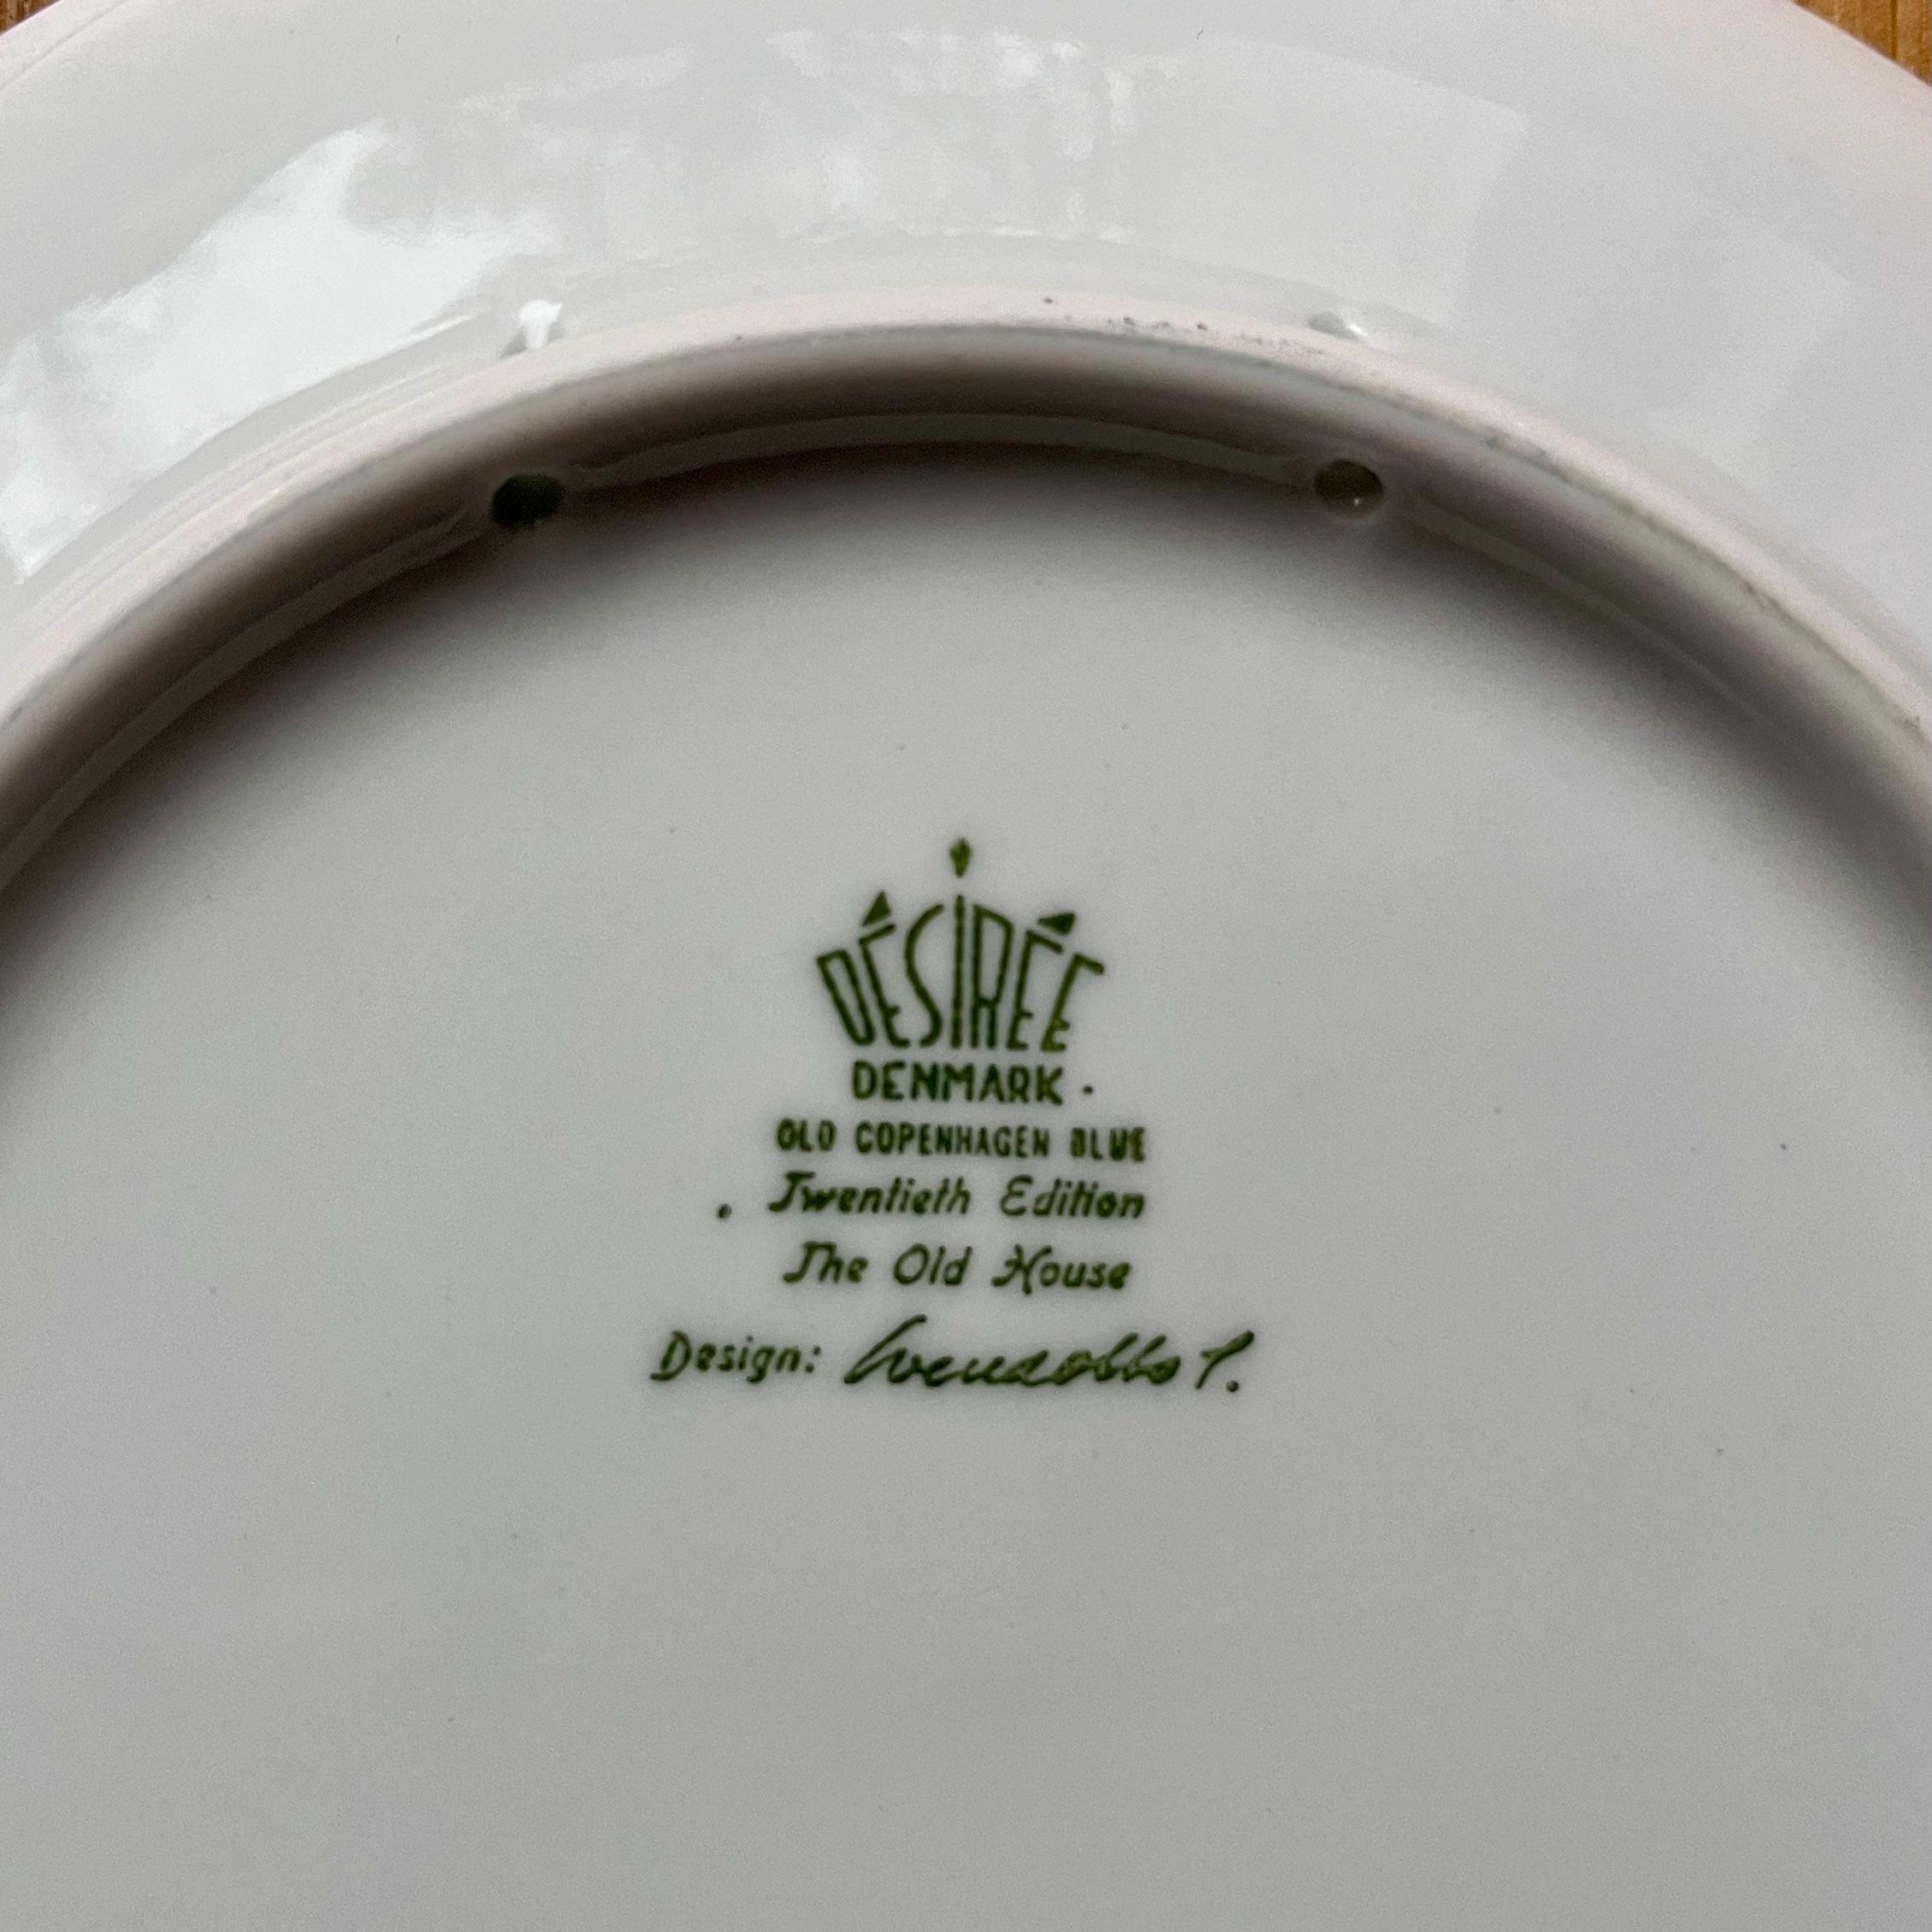 DÉSIRÉE
DENMARK
OLD COPENHAGEN BLUE
Twentieth Edition
The Old House
Design: